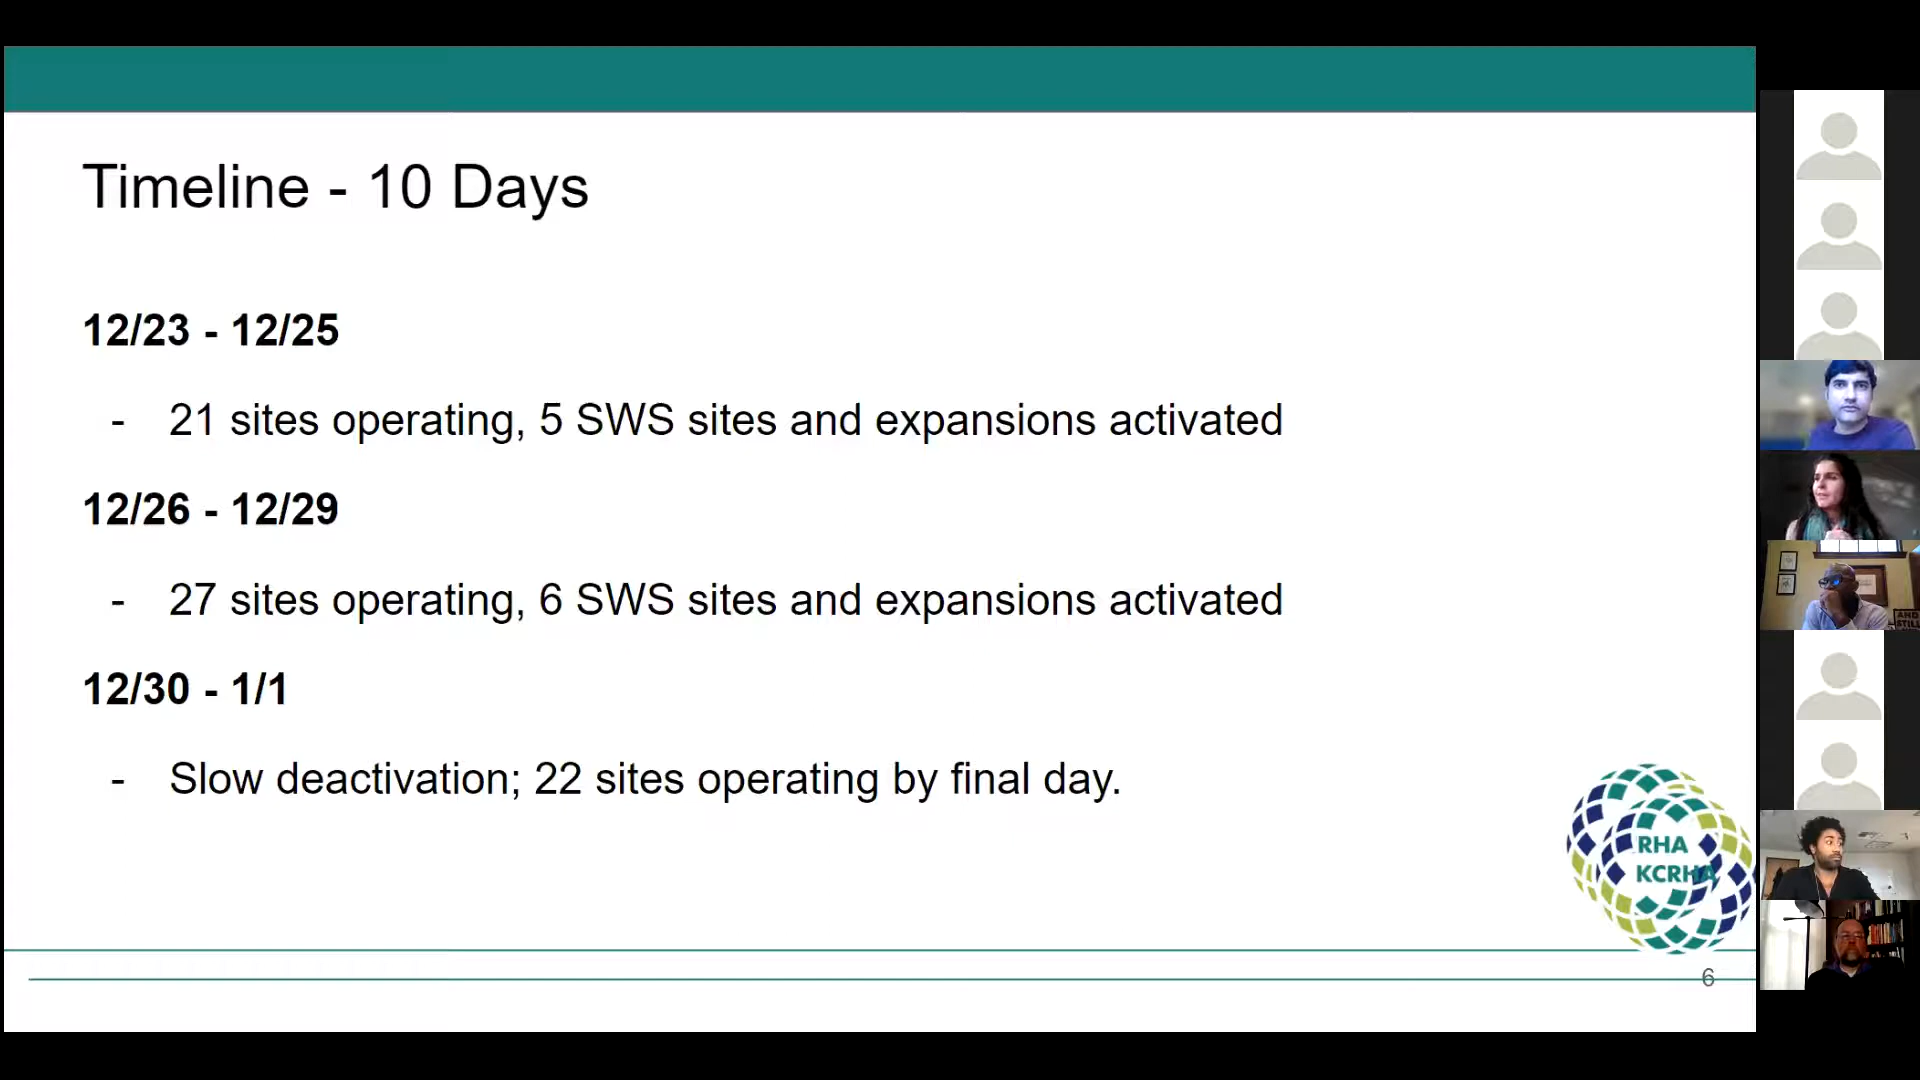 Timeline - 10 Days
12/23 - 12/25
- 21 sites operating, 5 SWS sites and expansions activated
12/26 - 12/29
- 27 sites operating, 6 SWS sites and expansions activated
12/30 - 1/1
- Slow deactivation; 22 sites operating by final day.
RHA
KCRHA
6
AND
STILL